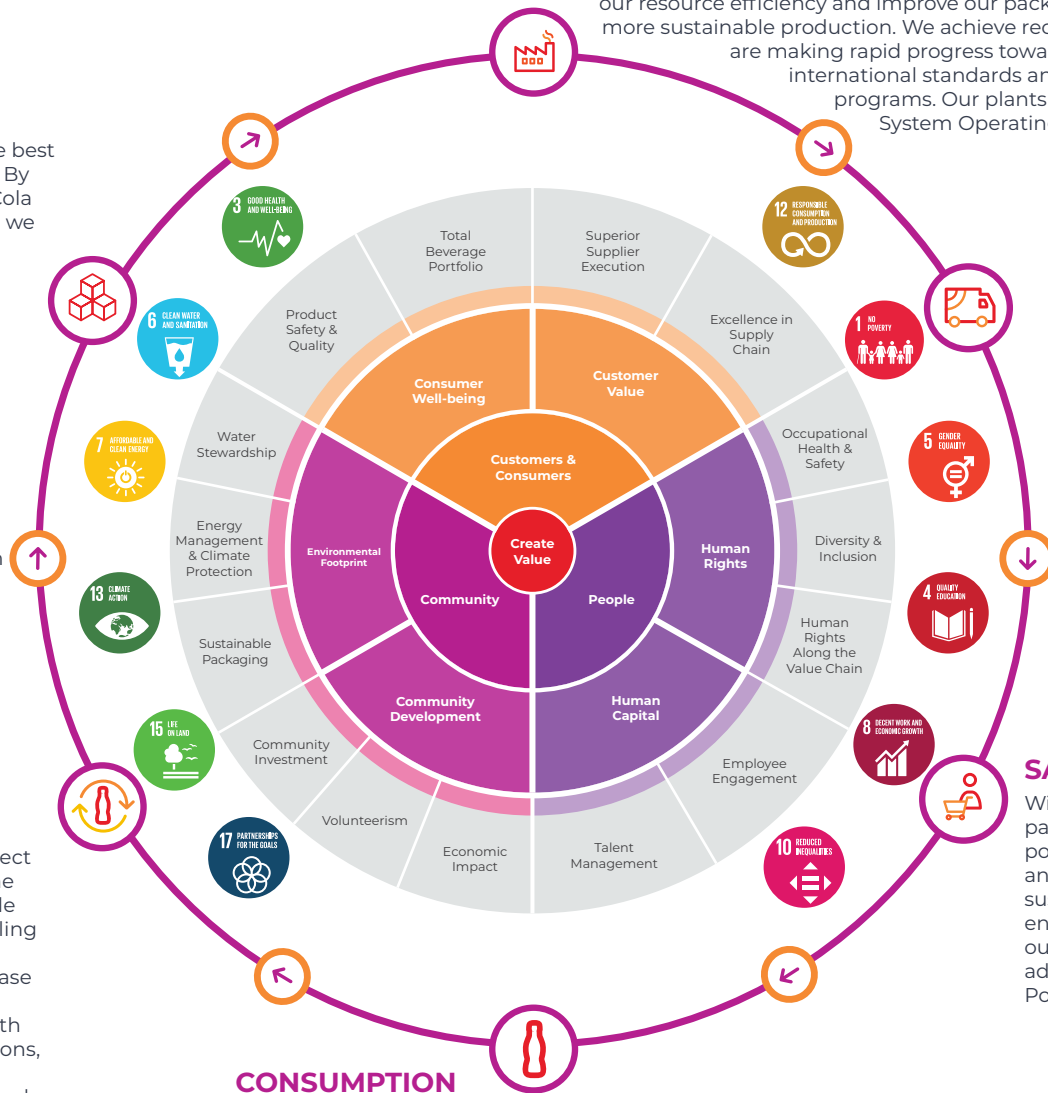 our resource efficiency and improve our pack
more sustainable production. We achieve rec
are making rapid progress towa
international standards an
programs. Our plants
System Operatin
e best
By
Cola
we
3 GOOD HEALTH
AND WELL-BEING
12 RESPONSIBLE
CONSUMPTION
AND PRODUCTION
6 CLEAN WATER
AND SANITATION
1 NO
POVERTY
7 AFFORDABLE AND
CLEAN ENERGY
5 GENDER
EQUALITY
13 CLIMATE
ACTION
4 QUALITY
EDUCATION
15 LIFE
ON LAND
8 DECENT WORK AND
ECONOMIC GROWTH
17 PARTNERSHIPS
FOR THE GOALS
10 REDUCED
INEQUALITIES
Total
Beverage
Portfolio
Superior
Supplier
Execution
Product
Safety &
Quality
Excellence in
Supply
Chain
Water
Stewardship
Occupational
Health &
Safety
Energy
Management
& Climate
Protection
Diversity &
Inclusion
Sustainable
Packaging
Human
Rights
Along the
Value Chain
Community
Investment
Employee
Engagement
Volunteerism
Economic
Impact
Talent
Management
Consumer
Well-being
Customer
Value
Customers &
Consumers
Environmental
Footprint
Create
Value
Human
Rights
Community
People
Community
Development
Human
Capital
n
ect
ne
le
ling
ase
th
ions,
SA
Wi
pa
po
an
su
en
ou
ad
Po
CONSUMPTION